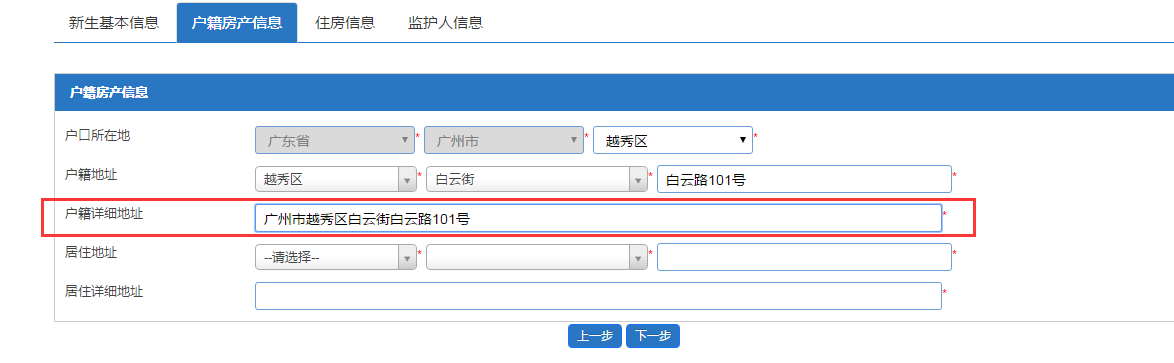 新生基本信息 户籍房产信息 住房信息 监护人信息
户籍房产信息
户口所在地 广东省 * 广州市 * 越秀区 *
户籍地址 越秀区 * 白云街 * 白云路101号 *
户籍详细地址 广州市越秀区白云街白云路101号 *
居住地址 --请选择-- * * *
居住详细地址 *
上一步 下一步